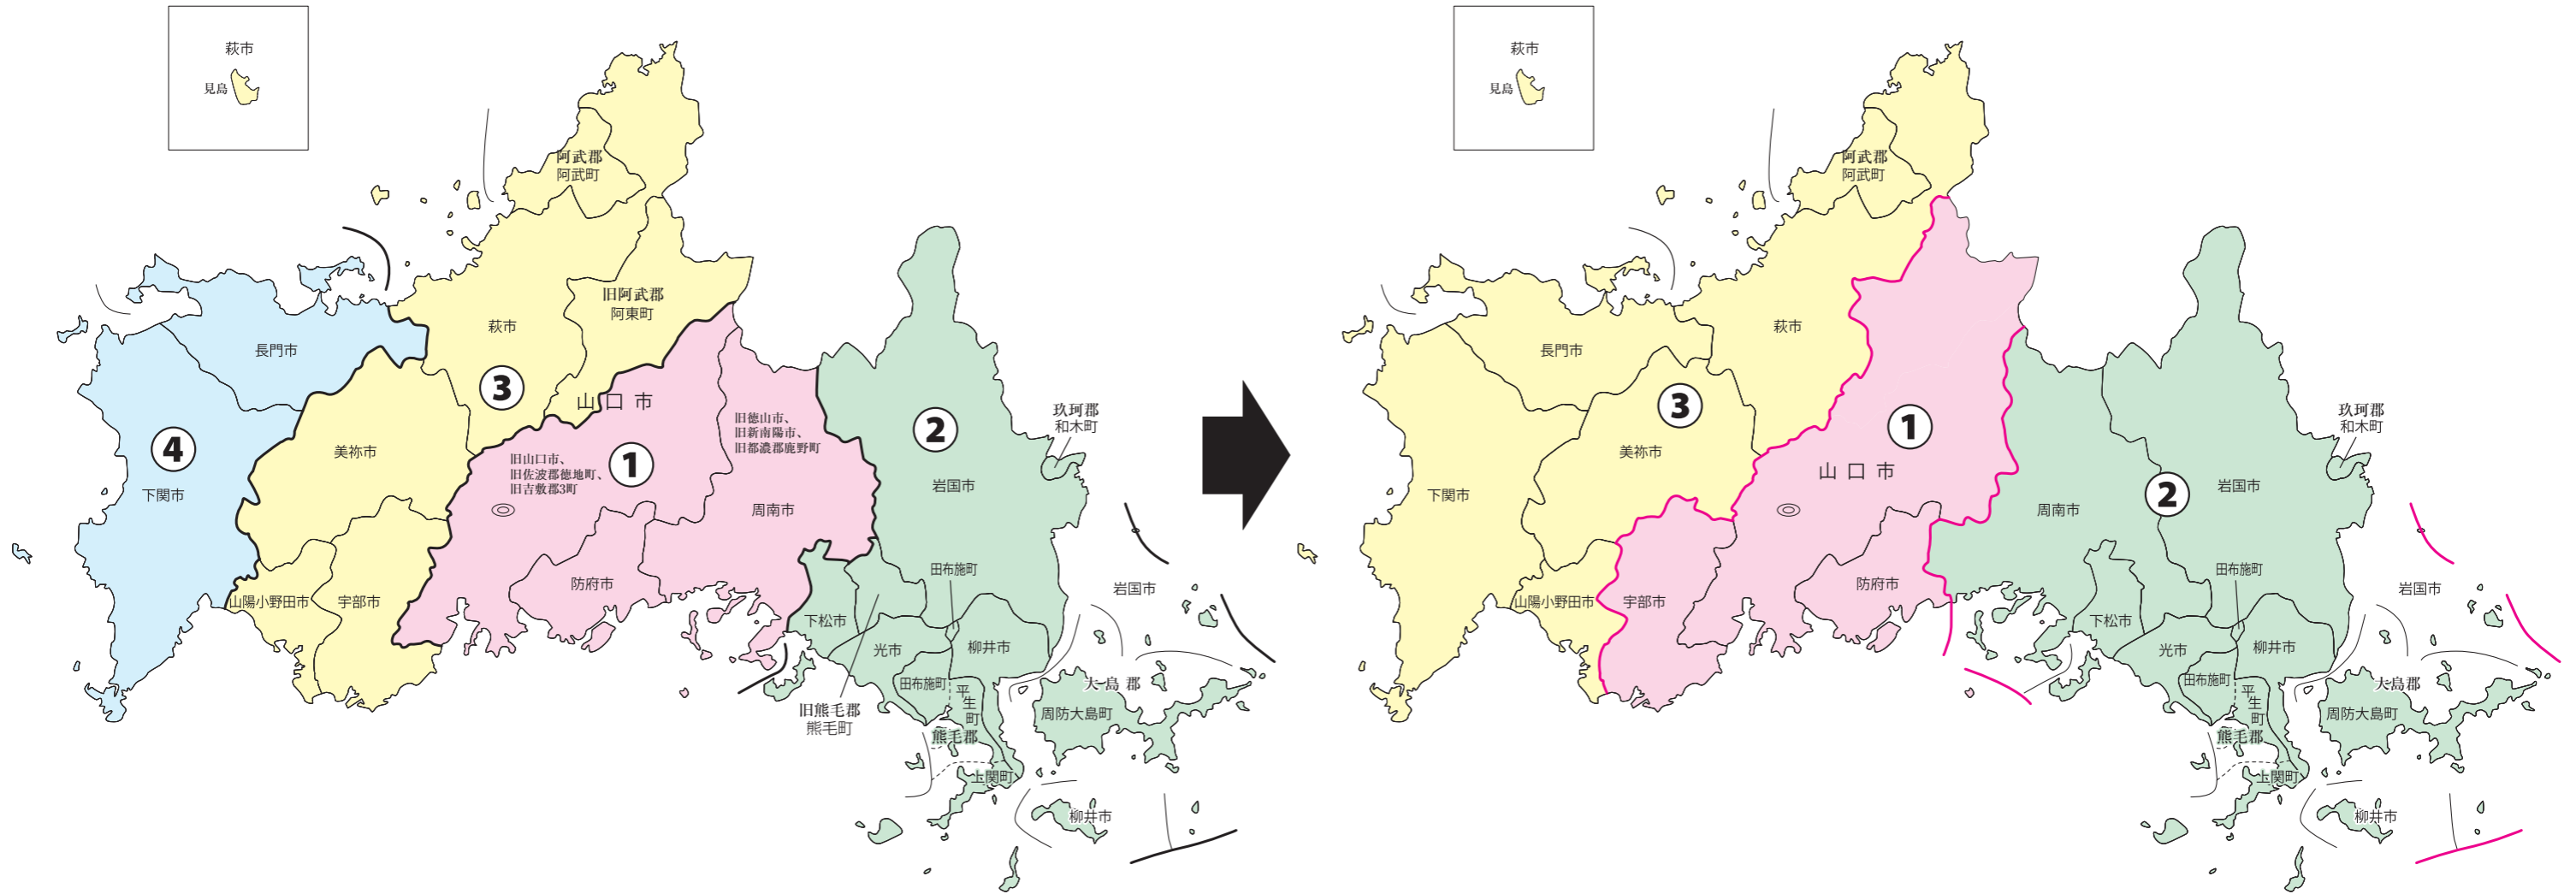 萩市
見島
阿武郡
阿武町
旧阿武郡
阿東町
萩市
長門市
③
山口市
④
美祢市
下関市
旧山口市、
旧佐波郡徳地町、
旧吉敷郡3町
①
旧徳山市、
旧新南陽市、
旧都濃郡鹿野町
②
玖珂郡
和木町
岩国市
周南市
防府市
山陽小野田市
宇部市
田布施町
岩国市
下松市
光市
柳井市
田布施町
平生町
旧熊毛郡
熊毛町
熊毛郡
上関町
大島郡
周防大島町
柳井市
萩市
見島
阿武郡
阿武町
萩市
長門市
③
①
美祢市
山口市
下関市
②
玖珂郡
和木町
岩国市
周南市
防府市
山陽小野田市
宇部市
田布施町
岩国市
下松市
光市
柳井市
田布施町
平生町
熊毛郡
上関町
大島郡
周防大島町
柳井市